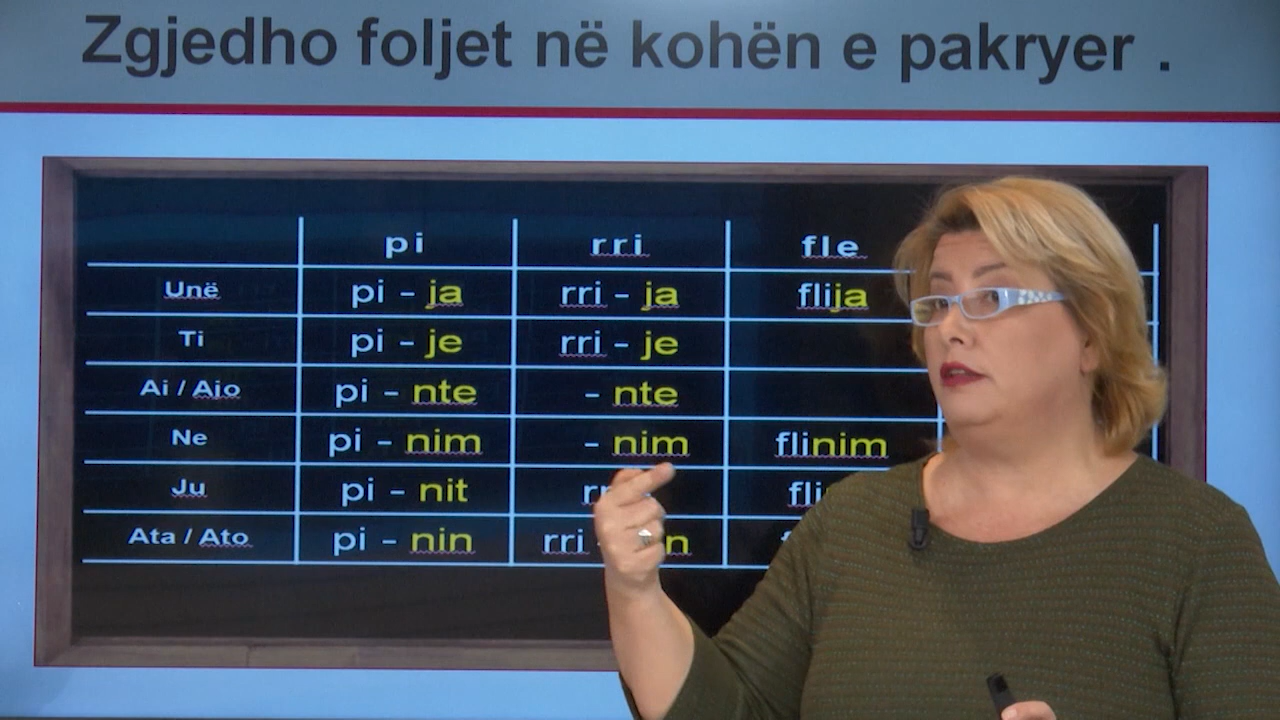 Zgjedho foljet në kohën e pakryer .
pi rri fle
Unë pi - ja rri - ja flija
Ti pi - je rri - je
Ai / Ajo pi - nte - nte
Ne pi - nim - nim flinim
Ju pi - nit
Ata / Ato pi - nin rri